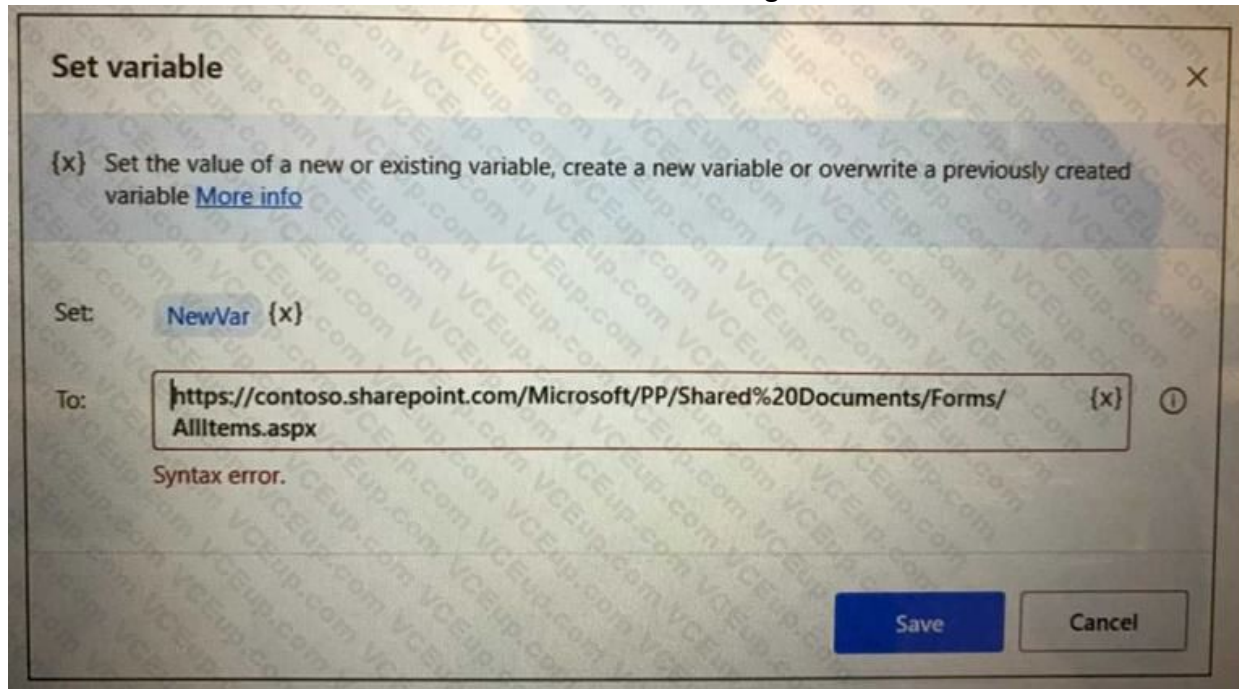 Set variable
×
{x} Set the value of a new or existing variable, create a new variable or overwrite a previously created
variable More info
Set: NewVar {x}
To: https://contoso.sharepoint.com/Microsoft/PP/Shared%20Documents/Forms/ {x}
AllItems.aspx
Syntax error.
Save Cancel